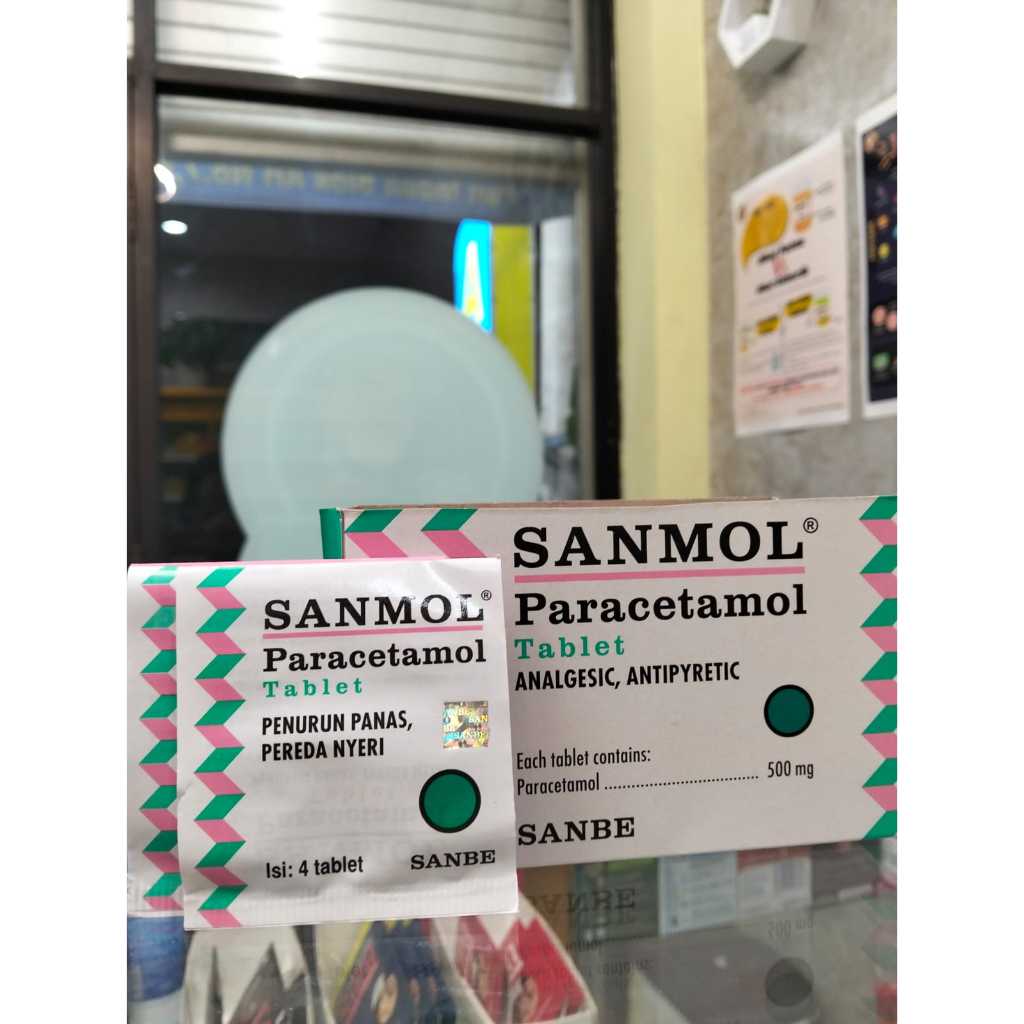 SANMOL®
Paracetamol
Tablet
PENURUN PANAS,
PEREDA NYERI
Isi: 4 tablet
SANBE
SANMOL®
Paracetamol
Tablet
ANALGESIC, ANTIPYRETIC
Each tablet contains:
Paracetamol .......................................... 500 mg
SANBE